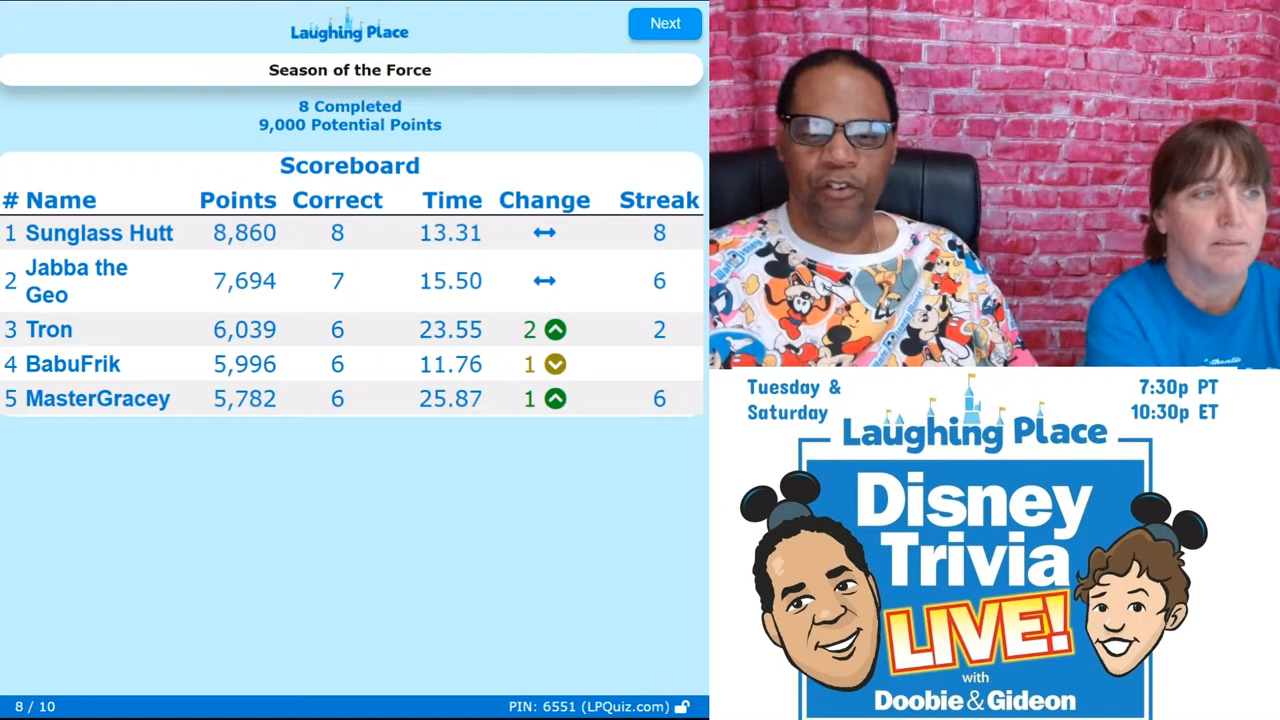 Laughing Place
Next
Season of the Force
8 Completed
9,000 Potential Points
Scoreboard
# Name Points Correct Time Change Streak
1 Sunglass Hutt 8,860 8 13.31 8
2 Jabba the Geo 7,694 7 15.50 6
3 Tron 6,039 6 23.55 2 2
4 BabuFrik 5,996 6 11.76 1
5 MasterGracey 5,782 6 25.87 1 6
8 / 10
PIN: 6551 (LPQuiz.com)
Tuesday &
Saturday
7:30p PT
10:30p ET
Laughing Place
Disney
Trivia
LIVE!
with
Doobie & Gideon